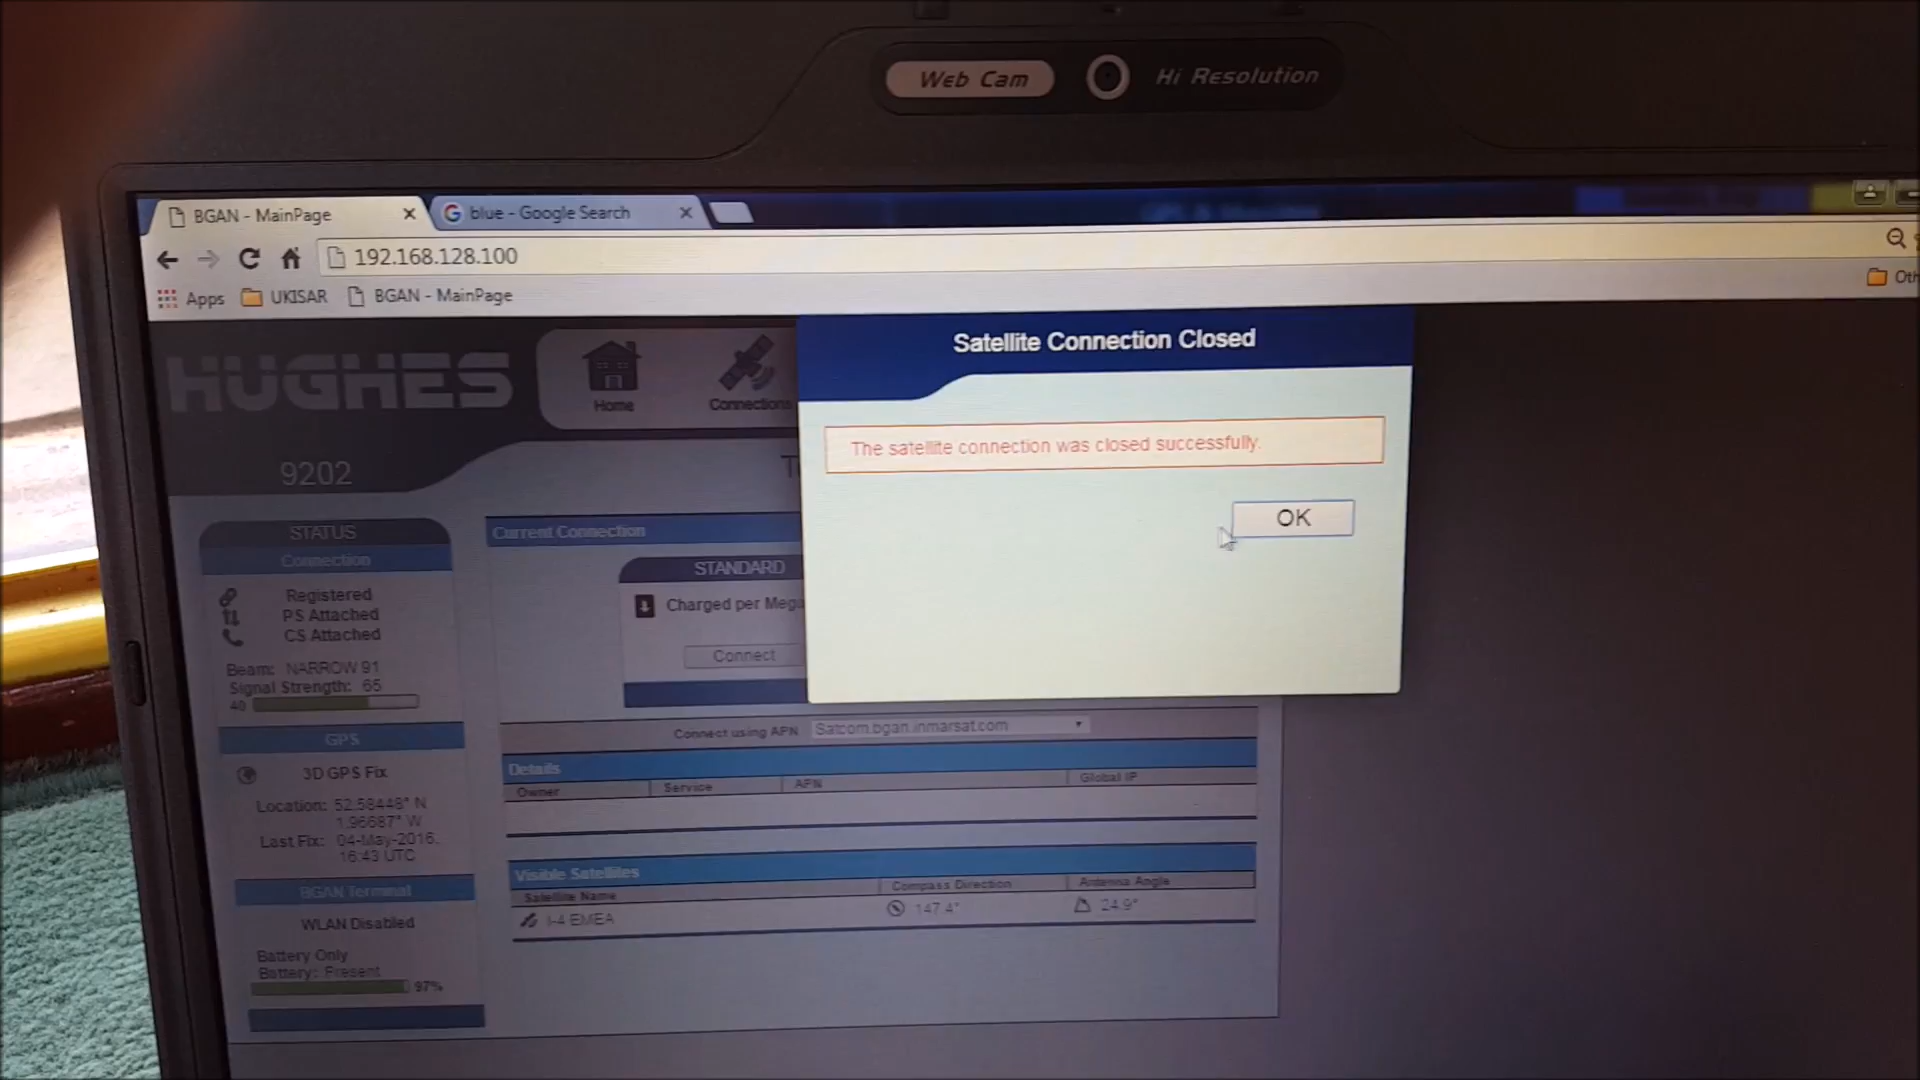 Web Cam
Hi Resolution
BGAN - MainPage
blue - Google Search
192.168.128.100
Apps
UKISAR
BGAN - MainPage
Oth
HUGHES
Home
Connections
9202
T
Satellite Connection Closed
The satellite connection was closed successfully.
OK
STATUS
Connection
Registered
PS Attached
CS Attached
Beam: NARROW 91
Signal Strength: 65
40
GPS
3D GPS Fix
Location: 52.58448° N
1.96687° W
Last Fix: 04-May-2016,
16:43 UTC
BGAN Terminal
WLAN Disabled
Battery Only
Battery: Present
97%
Current Connection
STANDARD
Charged per Mega
Connect
Connect using APN
Satcom.bgan.inmarsat.com
Details
Owner
Service
APN
Global IP
Visible Satellites
Satellite Name
Compass Direction
Antenna Angle
I-4 EMEA
147.4°
24.9°